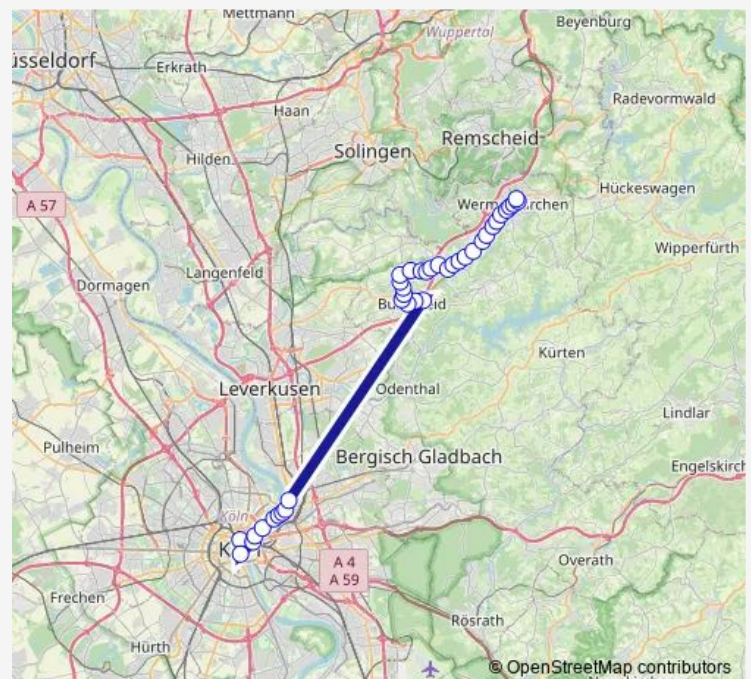 Mettmann
Beyenburg
Wuppertal
üsseldorf
Erkrath
Radevormwald
Haan
Remscheid
Solingen
Hilden
Hückeswagen
A 57
Wipperfürth
Langenfeld
Dormagen
Kürten
Leverkusen
Odenthal
Lindlar
Pulheim
Bergisch Gladbach
Engelskirch
Köln
A 4
A 59
Overath
Frechen
Rösrath
Hürth
© OpenStreetMap contributors